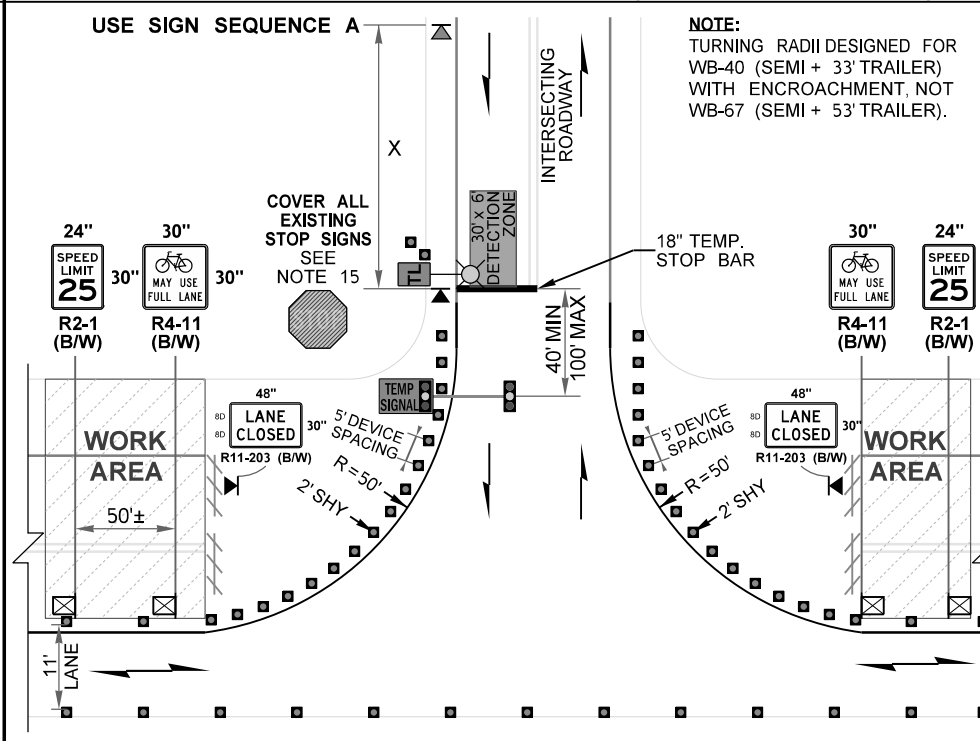 USE SIGN SEQUENCE A
NOTE:
TURNING RADII DESIGNED FOR
WB-40 (SEMI + 33' TRAILER)
WITH ENCROACHMENT, NOT
WB-67 (SEMI + 53' TRAILER).
INTERSECTING
ROADWAY
X
COVER ALL
EXISTING
STOP SIGNS
SEE
NOTE 15
STOP
TL
30' x 6'
DETECTION
ZONE
18" TEMP.
STOP BAR
40' MIN
100' MAX
24"
SPEED
LIMIT
25
30"
R2-1
(B/W)
30"
MAY USE
FULL LANE
30"
R4-11
(B/W)
30"
MAY USE
FULL LANE
R4-11
(B/W)
24"
SPEED
LIMIT
25
R2-1
(B/W)
TEMP
SIGNAL
48"
8D
8D
LANE
CLOSED
30"
R11-203 (B/W)
5' DEVICE
SPACING
R=50'
2' SHY
48"
8D
8D
LANE
CLOSED
30"
R11-203 (B/W)
5' DEVICE
SPACING
R=50'
2' SHY
WORK
AREA
50'±
WORK
AREA
11'
LANE